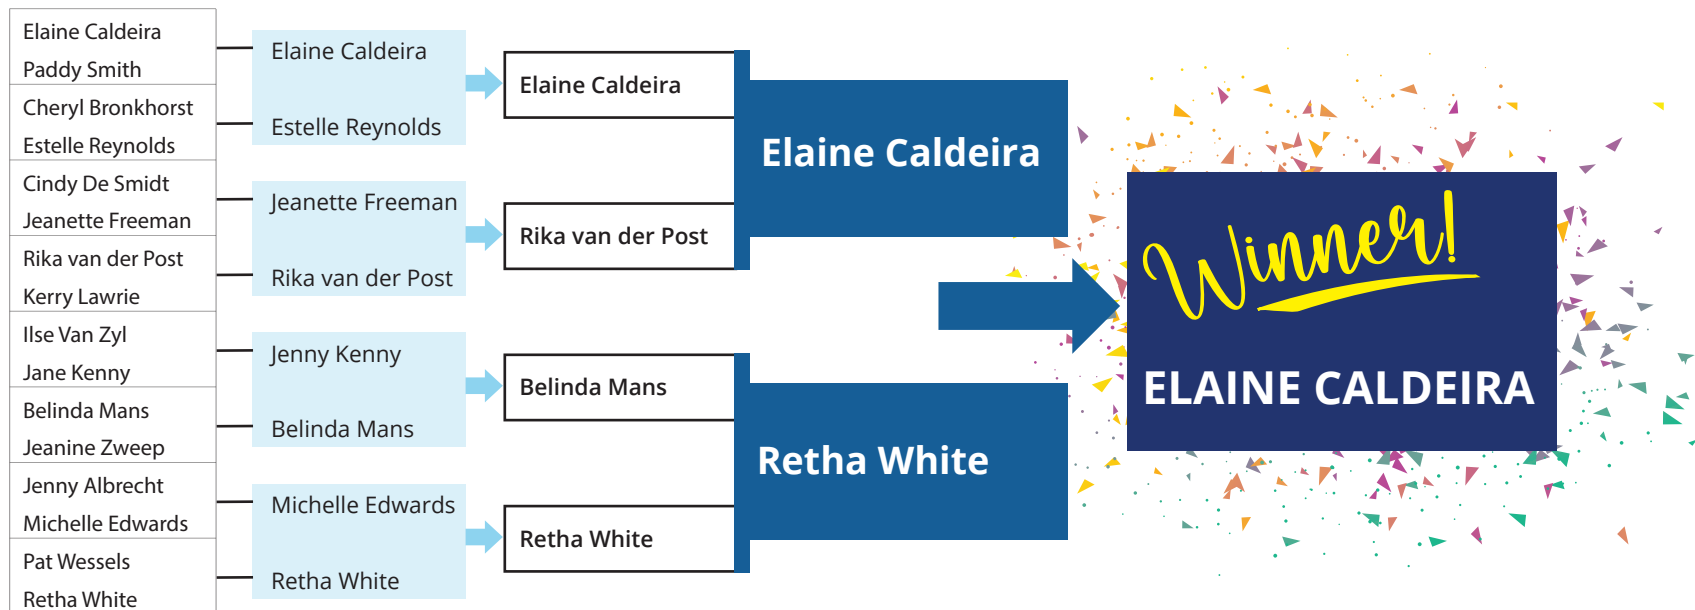 Elaine Caldeira
Paddy Smith
Cheryl Bronkhorst
Estelle Reynolds
Cindy De Smidt
Jeanette Freeman
Rika van der Post
Kerry Lawrie
Ilse Van Zyl
Jane Kenny
Belinda Mans
Jeanine Zweep
Jenny Albrecht
Michelle Edwards
Pat Wessels
Retha White
Elaine Caldeira
Estelle Reynolds
Jeanette Freeman
Rika van der Post
Jenny Kenny
Belinda Mans
Michelle Edwards
Retha White
Elaine Caldeira
Rika van der Post
Belinda Mans
Retha White
Elaine Caldeira
Retha White
Winner!
ELAINE CALDEIRA